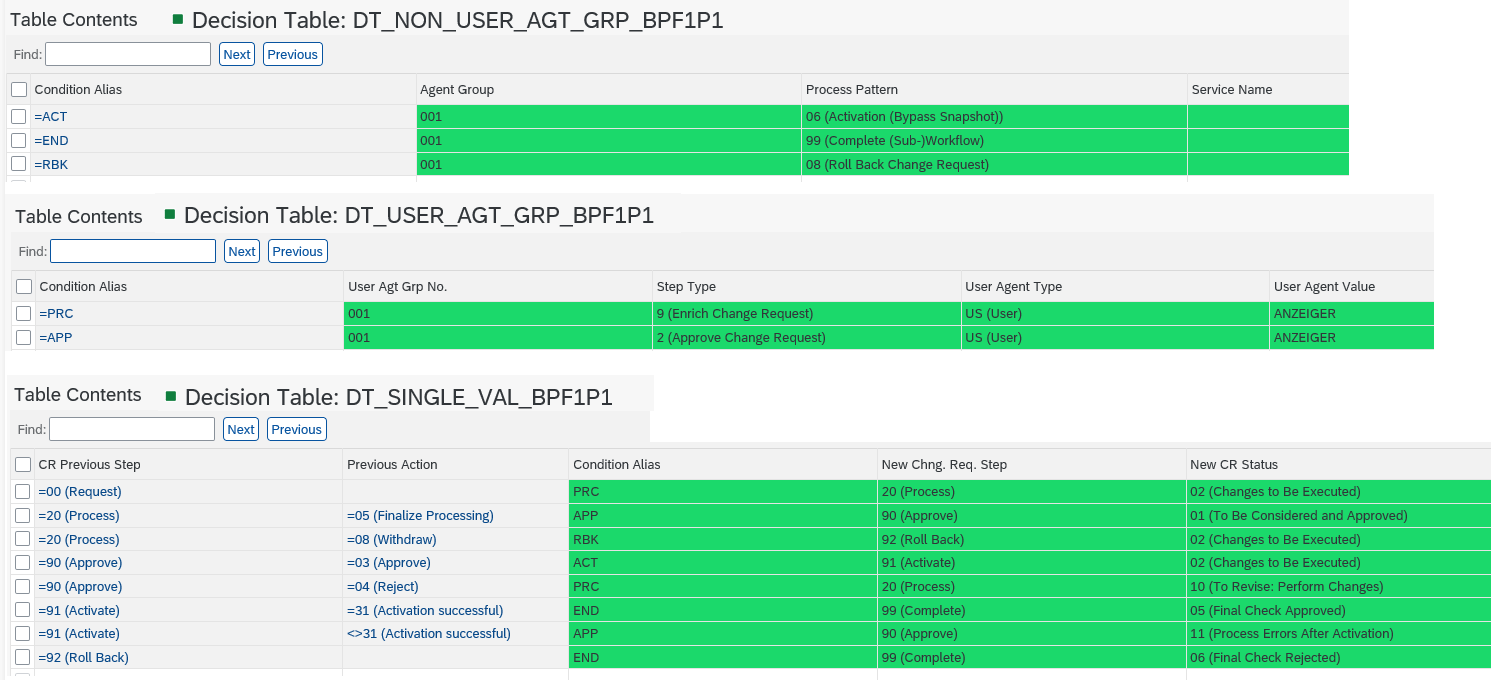 Table Contents Decision Table: DT_NON_USER_AGT_GRP_BPF1P1
Find: Next Previous
Condition Alias Agent Group Process Pattern Service Name
=ACT 001 06 (Activation (Bypass Snapshot))
=END 001 99 (Complete (Sub-)Workflow)
=RBK 001 08 (Roll Back Change Request)
Table Contents Decision Table: DT_USER_AGT_GRP_BPF1P1
Find: Next Previous
Condition Alias User Agt Grp No. Step Type User Agent Type User Agent Value
=PRC 001 9 (Enrich Change Request) US (User) ANZEIGER
=APP 001 2 (Approve Change Request) US (User) ANZEIGER
Table Contents Decision Table: DT_SINGLE_VAL_BPF1P1
Find: Next Previous
CR Previous Step Previous Action Condition Alias New Chng. Req. Step New CR Status
=00 (Request) PRC 20 (Process) 02 (Changes to Be Executed)
=20 (Process) =05 (Finalize Processing) APP 90 (Approve) 01 (To Be Considered and Approved)
=20 (Process) =08 (Withdraw) RBK 92 (Roll Back) 02 (Changes to Be Executed)
=90 (Approve) =03 (Approve) ACT 91 (Activate) 02 (Changes to Be Executed)
=90 (Approve) =04 (Reject) PRC 20 (Process) 10 (To Revise: Perform Changes)
=91 (Activate) =31 (Activation successful) END 99 (Complete) 05 (Final Check Approved)
=91 (Activate) <>31 (Activation successful) APP 90 (Approve) 11 (Process Errors After Activation)
=92 (Roll Back) END 99 (Complete) 06 (Final Check Rejected)